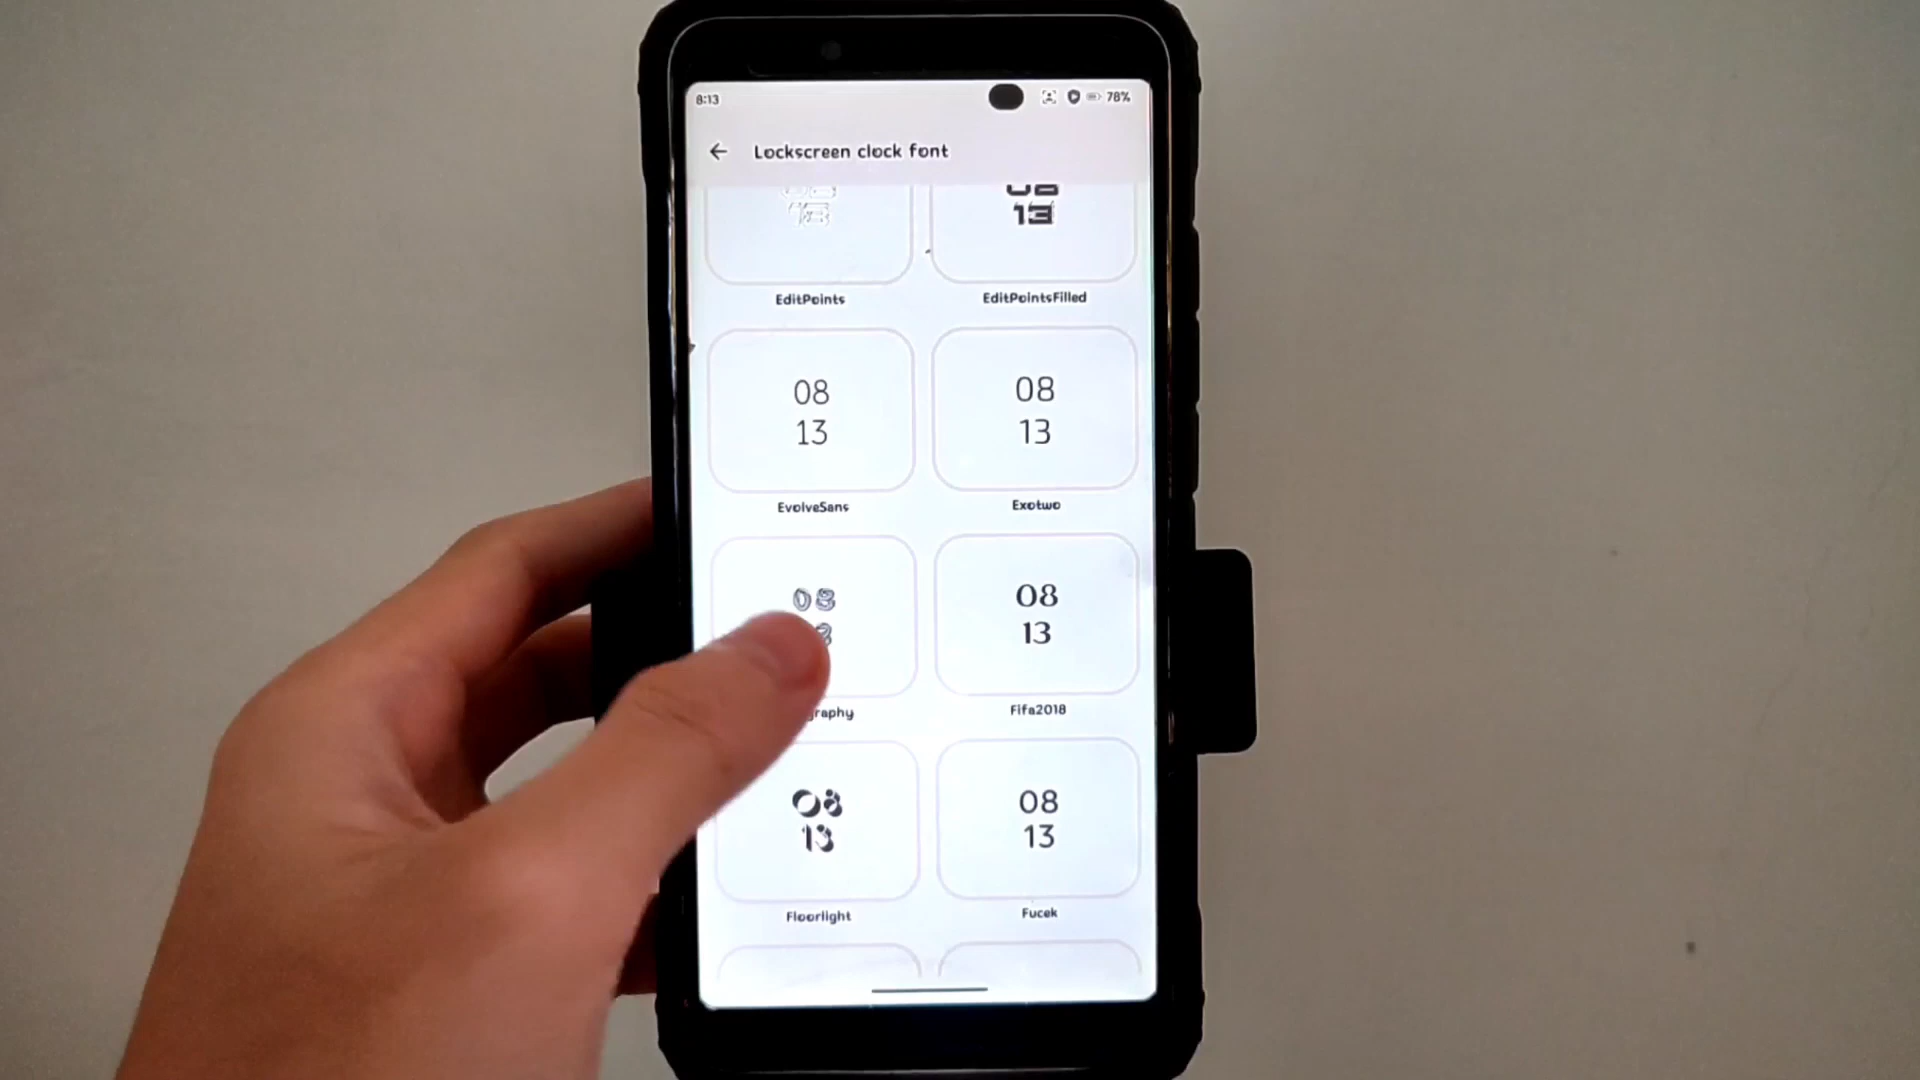 8:13 78%
Lockscreen clock font
08 08
13 13
EditPoints EditPointsFilled
08 08
13 13
EvolveSans Exotwo
08 08
13
Fifa2018
08 08
13 13
Floorlight Fucek